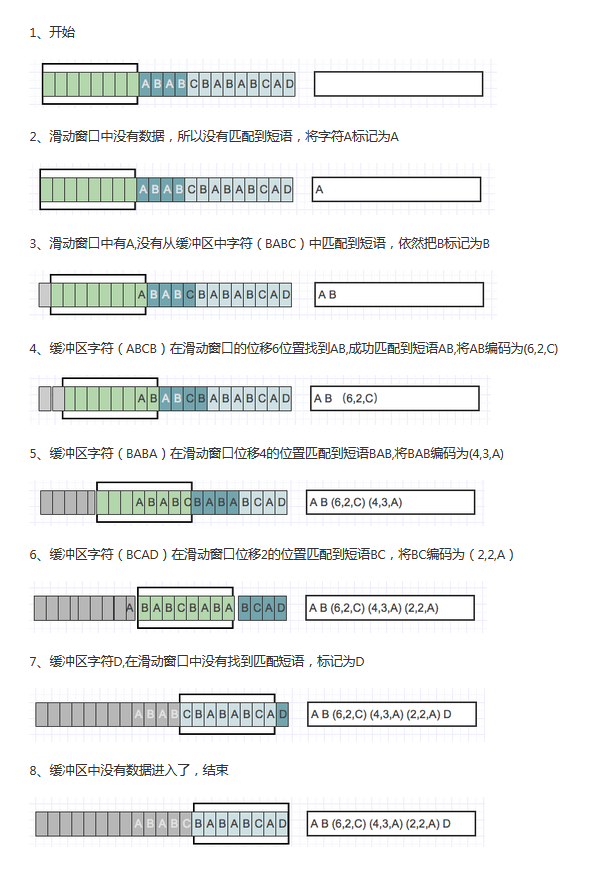 1、开始
A B A B C B A B A B C A D
2、滑动窗口中没有数据，所以没有匹配到短语，将字符A标记为A
A B A B C B A B A B C A D
A
3、滑动窗口中有A,没有从缓冲区中字符（BABC）中匹配到短语，依然把B标记为B
A B A B C B A B A B C A D
A B
4、缓冲区字符（ABCB）在滑动窗口的位移6位置找到AB,成功匹配到短语AB,将AB编码为(6,2,C)
A B A B C B A B A B C A D
A B （6,2,C）
5、缓冲区字符（BABA）在滑动窗口位移4的位置匹配到短语BAB,将BAB编码为(4,3,A)
A B A B C B A B A B C A D
A B (6,2,C) (4,3,A)
6、缓冲区字符（BCAD）在滑动窗口位移2的位置匹配到短语BC，将BC编码为（2,2,A）
A B A B C B A B A B C A D
A B (6,2,C) (4,3,A) (2,2,A)
7、缓冲区字符D,在滑动窗口中没有找到匹配短语，标记为D
A B A B C B A B A B C A D
A B (6,2,C) (4,3,A) (2,2,A) D
8、缓冲区中没有数据进入了，结束
A B A B C B A B A B C A D
A B (6,2,C) (4,3,A) (2,2,A) D